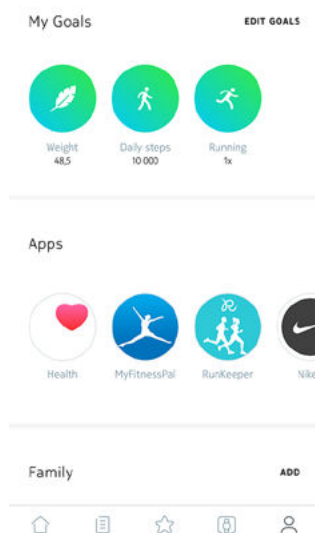 My Goals EDIT GOALS
Weight Daily steps Running
48,5 10 000 1x
Apps
Health MyFitnessPal RunKeeper Nike
Family ADD